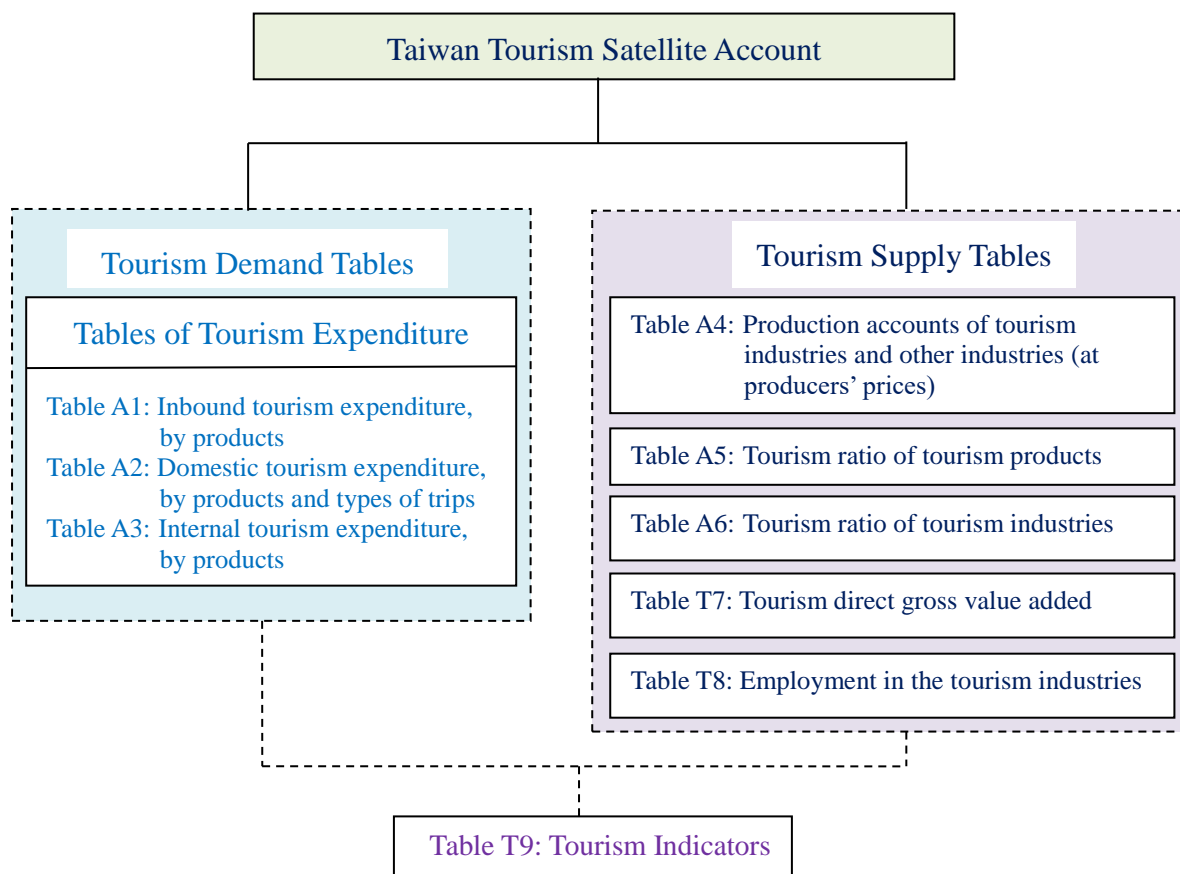 Taiwan Tourism Satellite Account
Tourism Demand Tables
Tables of Tourism Expenditure
Table A1: Inbound tourism expenditure,
by products
Table A2: Domestic tourism expenditure,
by products and types of trips
Table A3: Internal tourism expenditure,
by products
Tourism Supply Tables
Table A4: Production accounts of tourism
industries and other industries (at
producers’ prices)
Table A5: Tourism ratio of tourism products
Table A6: Tourism ratio of tourism industries
Table T7: Tourism direct gross value added
Table T8: Employment in the tourism industries
Table T9: Tourism Indicators